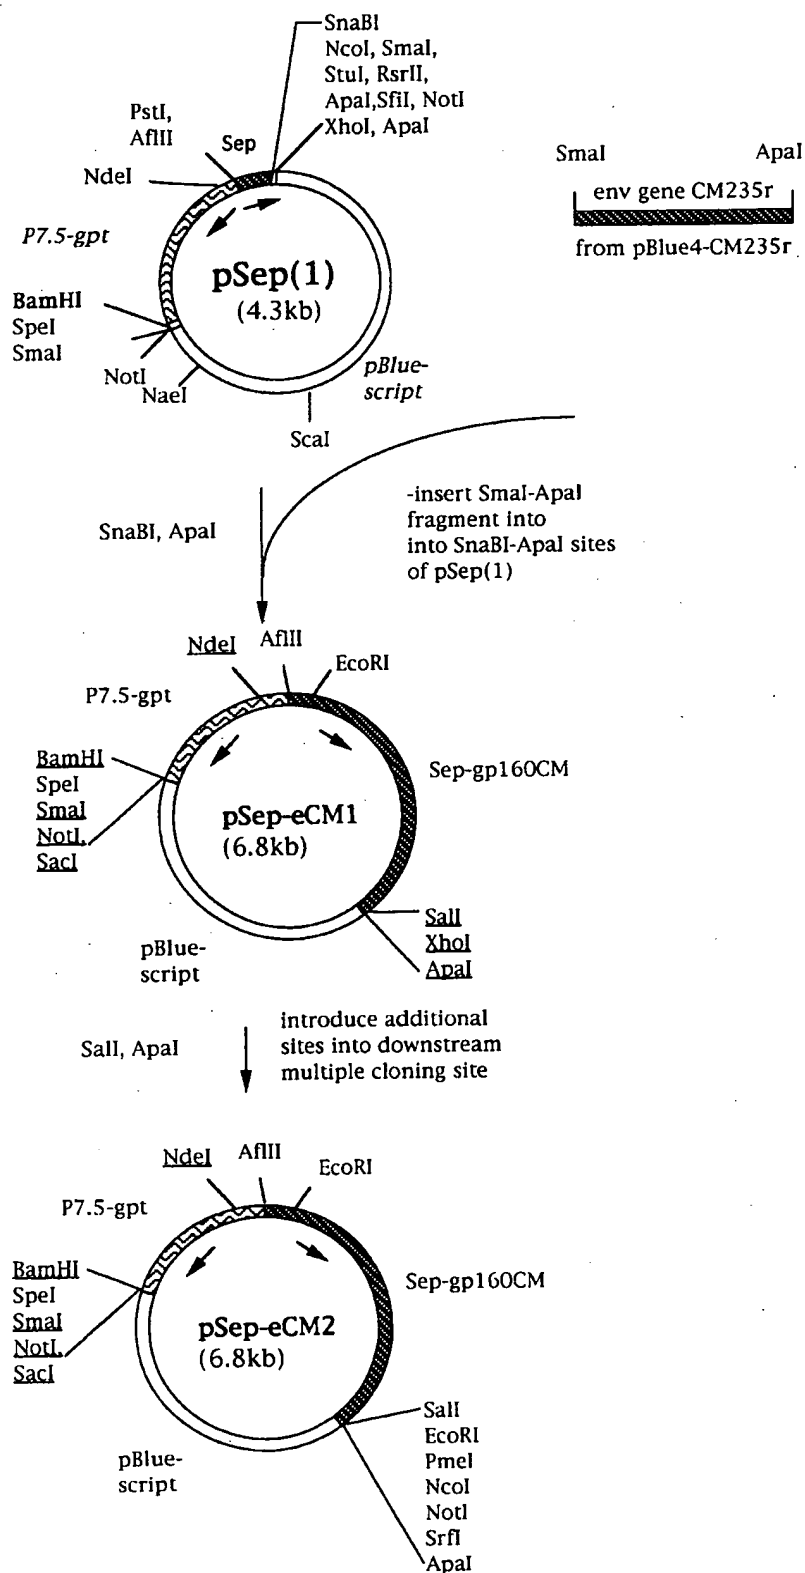 SnaBI
NcoI, SmaI,
StuI, RsrII,
ApaI,SfiI, NotI
XhoI, ApaI
PstI,
AflII
Sep
NdeI
P7.5-gpt
pSep(1)
(4.3kb)
BamHI
SpeI
SmaI
NotI
NaeI
pBlue-
script
ScaI
SmaI
ApaI
env gene CM235r
from pBlue4-CM235r
SnaBI, ApaI
-insert SmaI-ApaI
fragment into
into SnaBI-ApaI sites
of pSep(1)
NdeI
AflII
EcoRI
P7.5-gpt
BamHI
SpeI
SmaI
NotI,
SacI
Sep-gp160CM
pSep-eCM1
(6.8kb)
SalI
XhoI
ApaI
pBlue-
script
SalI, ApaI
introduce additional
sites into downstream
multiple cloning site
NdeI
AflII
EcoRI
P7.5-gpt
BamHI
SpeI
SmaI
NotI,
SacI
Sep-gp160CM
pSep-eCM2
(6.8kb)
pBlue-
script
SalI
EcoRI
PmeI
NcoI
NotI
SrfI
ApaI